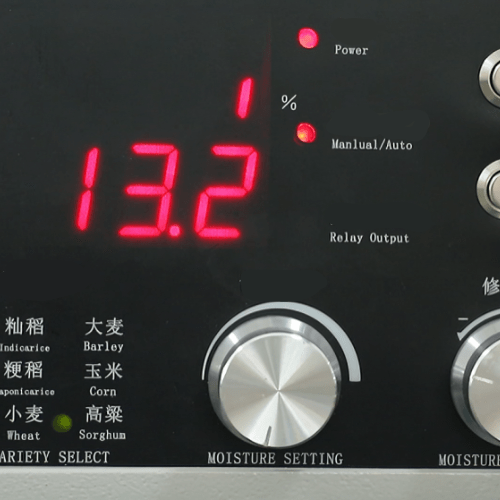 Power
1
%
Manlual/Auto
13.2
Relay Output
修
籼稻 大麦
Indicarice Barley
粳稻 玉米
aponicarice Corn
小麦 高粱
Wheat Sorghum
ARIETY SELECT
MOISTURE SETTING
MOISTURE